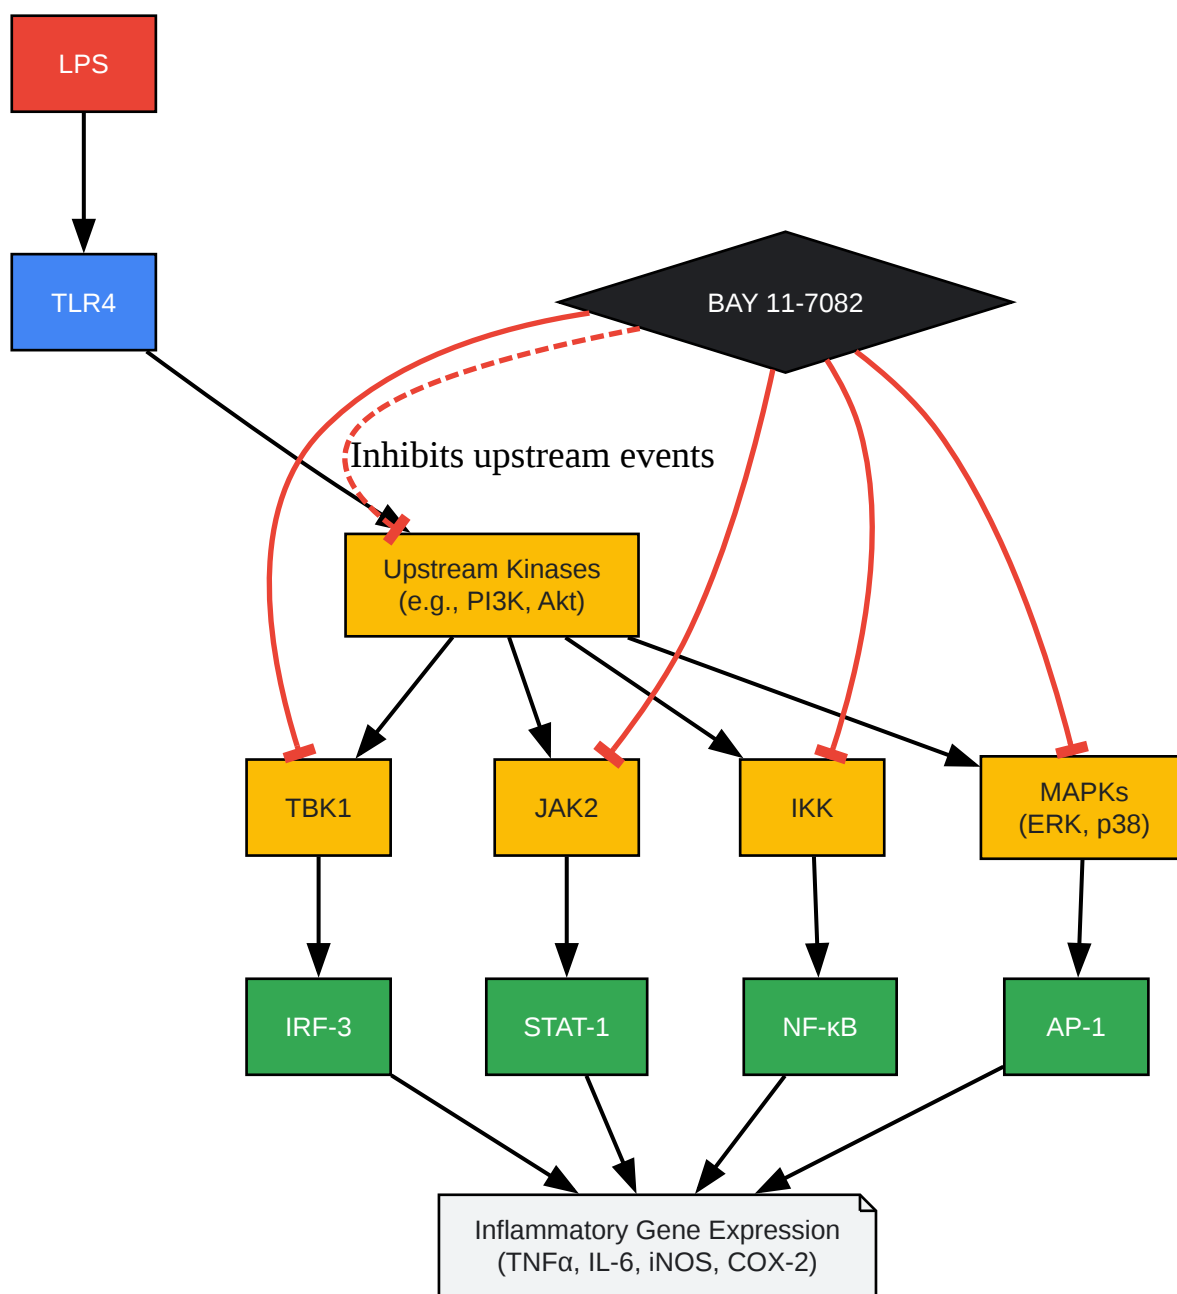 LPS
TLR4
BAY 11-7082
Inhibits upstream events
Upstream Kinases
(e.g., PI3K, Akt)
TBK1
JAK2
IKK
MAPKs
(ERK, p38)
IRF-3
STAT-1
NF-κB
AP-1
Inflammatory Gene Expression
(TNFα, IL-6, iNOS, COX-2)